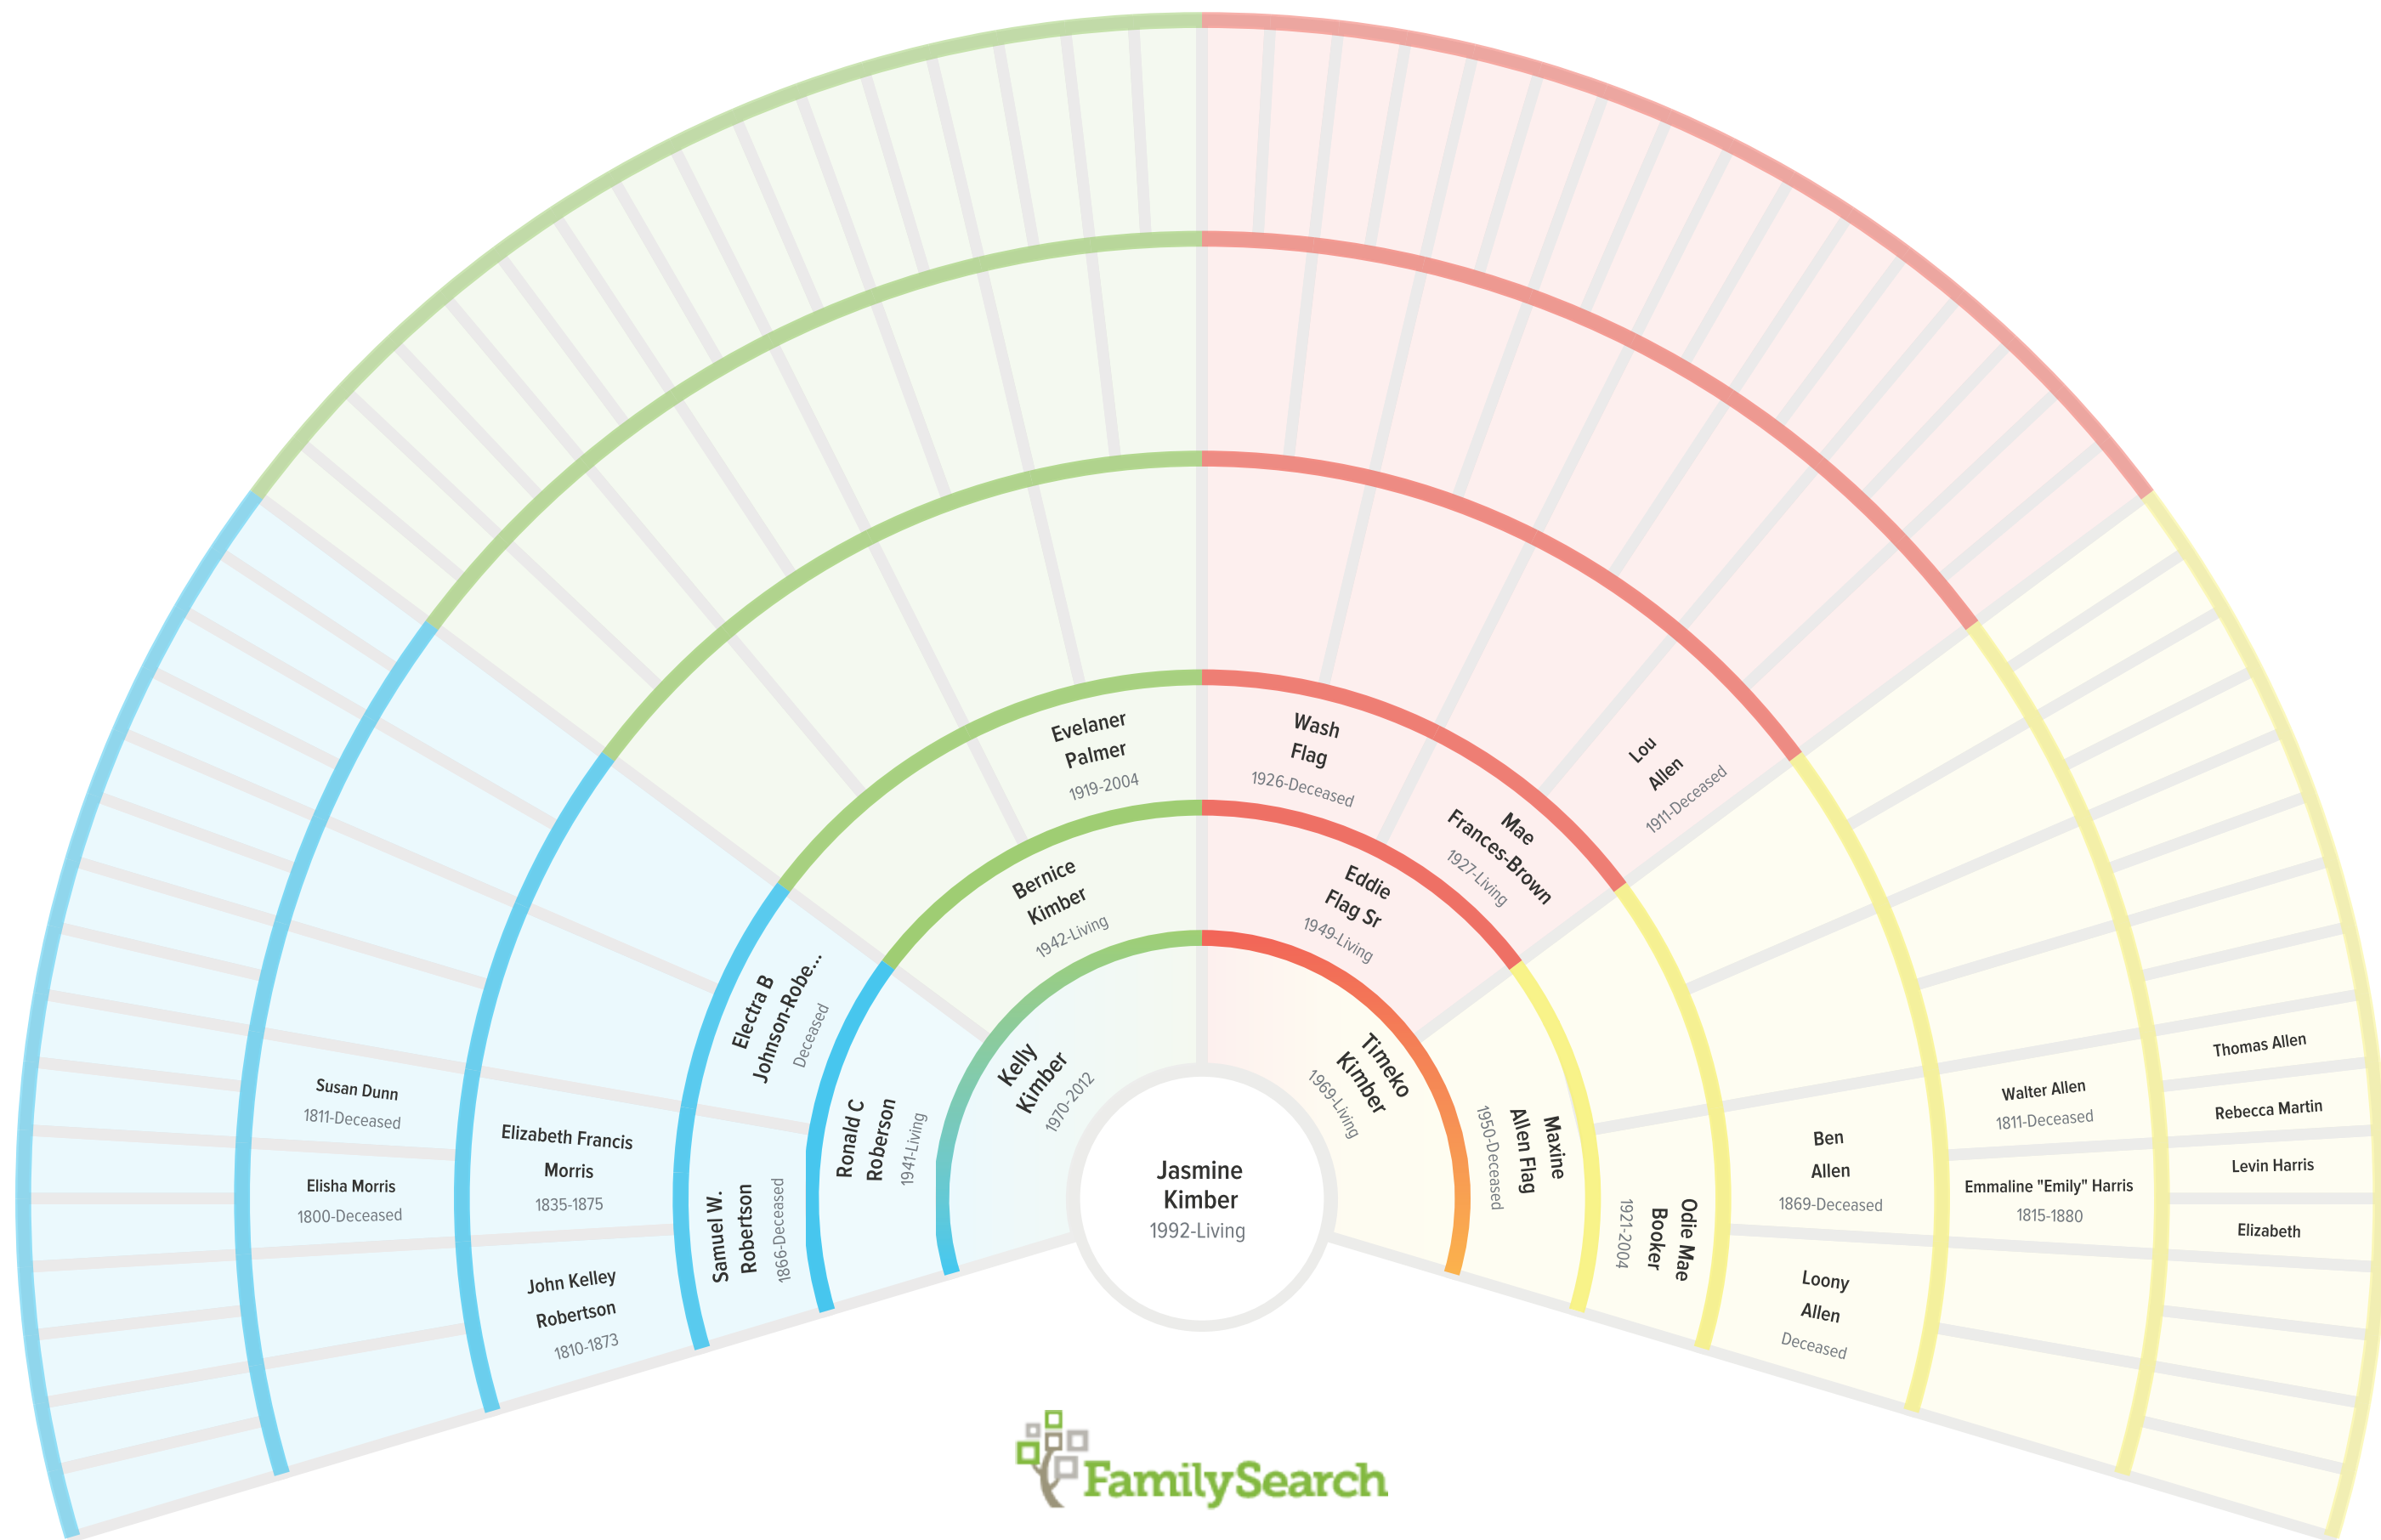 Jasmine
Kimber
1992-Living
Kelly
Kimber
1970-2012
Timeko
Kimber
1969-Living
Ronald C
Roberson
1941-Living
Bernice
Kimber
1942-Living
Eddie
Flag Sr
1949-Living
Maxine
Allen Flag
1950-Deceased
Samuel W.
Robertson
1866-Deceased
Electra B
Johnson-Robe...
Deceased
Evelaner
Palmer
1919-2004
Wash
Flag
1926-Deceased
Mae
Frances-Brown
1927-Living
Lou
Allen
1911-Deceased
Odie Mae
Booker
1921-2004
John Kelley
Robertson
1810-1873
Elizabeth Francis
Morris
1835-1875
Ben
Allen
1869-Deceased
Loony
Allen
Deceased
Elisha Morris
1800-Deceased
Susan Dunn
1811-Deceased
Walter Allen
1811-Deceased
Emmaline "Emily" Harris
1815-1880
Thomas Allen
Rebecca Martin
Levin Harris
Elizabeth
FamilySearch